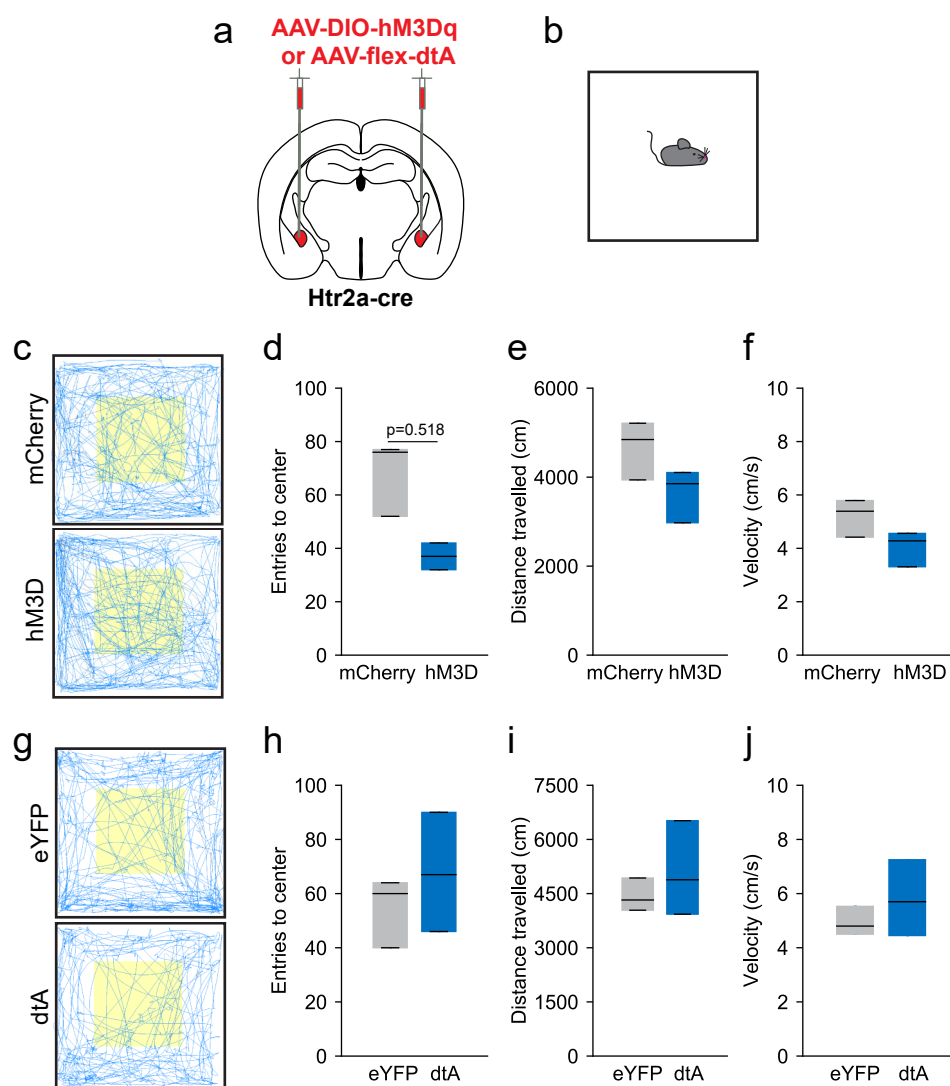 a
AAV-DIO-hM3Dq
or AAV-flex-dtA
Htr2a-cre
b
c
mCherry
hM3D
d
Entries to center
100
80
60
40
20
0
p=0.518
mCherry hM3D
e
Distance travelled (cm)
6000
4000
2000
0
mCherry hM3D
f
Velocity (cm/s)
10
8
6
4
2
0
mCherry hM3D
g
eYFP
dtA
h
Entries to center
100
80
60
40
20
0
eYFP dtA
i
Distance travelled (cm)
7500
6000
4500
3000
1500
0
eYFP dtA
j
Velocity (cm/s)
10
8
6
4
2
0
eYFP dtA